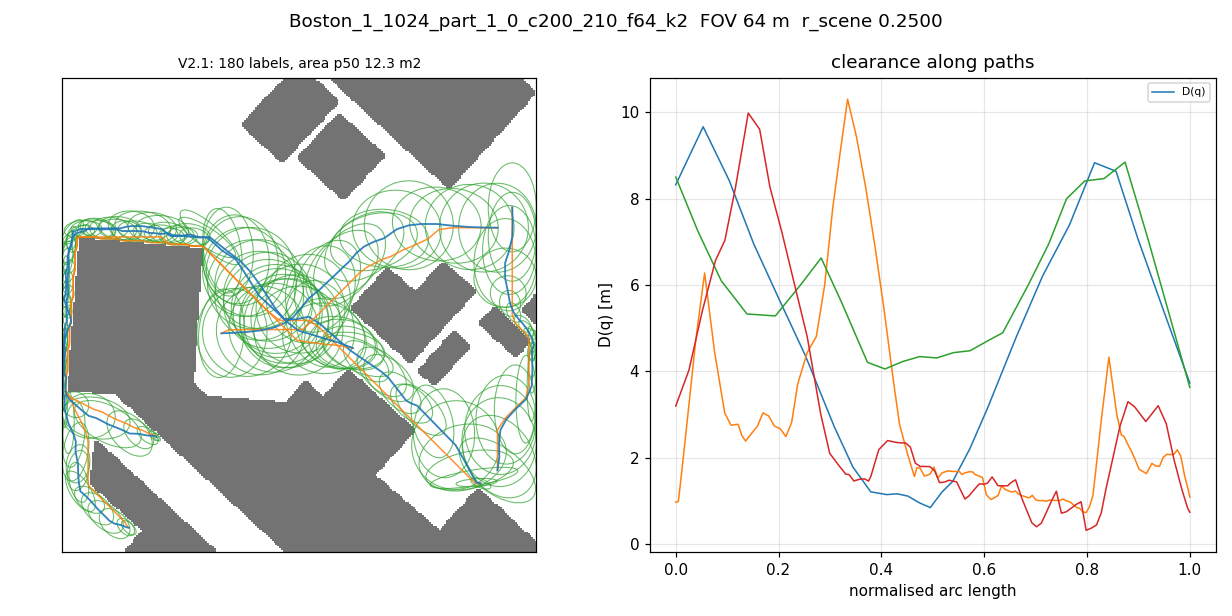 Boston_1_1024_part_1_0_c200_210_f64_k2 FOV 64 m r_scene 0.2500
V2.1: 180 labels, area p50 12.3 m2
clearance along paths
D(q)
10
8
6
4
2
0
D(q) [m]
0.0 0.2 0.4 0.6 0.8 1.0
normalised arc length